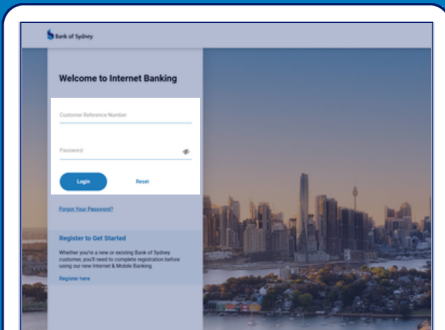 Bank of Sydney
Welcome to Internet Banking
Customer Reference Number
Password
Login Reset
Forgot Your Password?
Register to Get Started
Whether you're a new or existing Bank of Sydney
customer, you'll need to complete registration before
using our new Internet & Mobile Banking
Register here